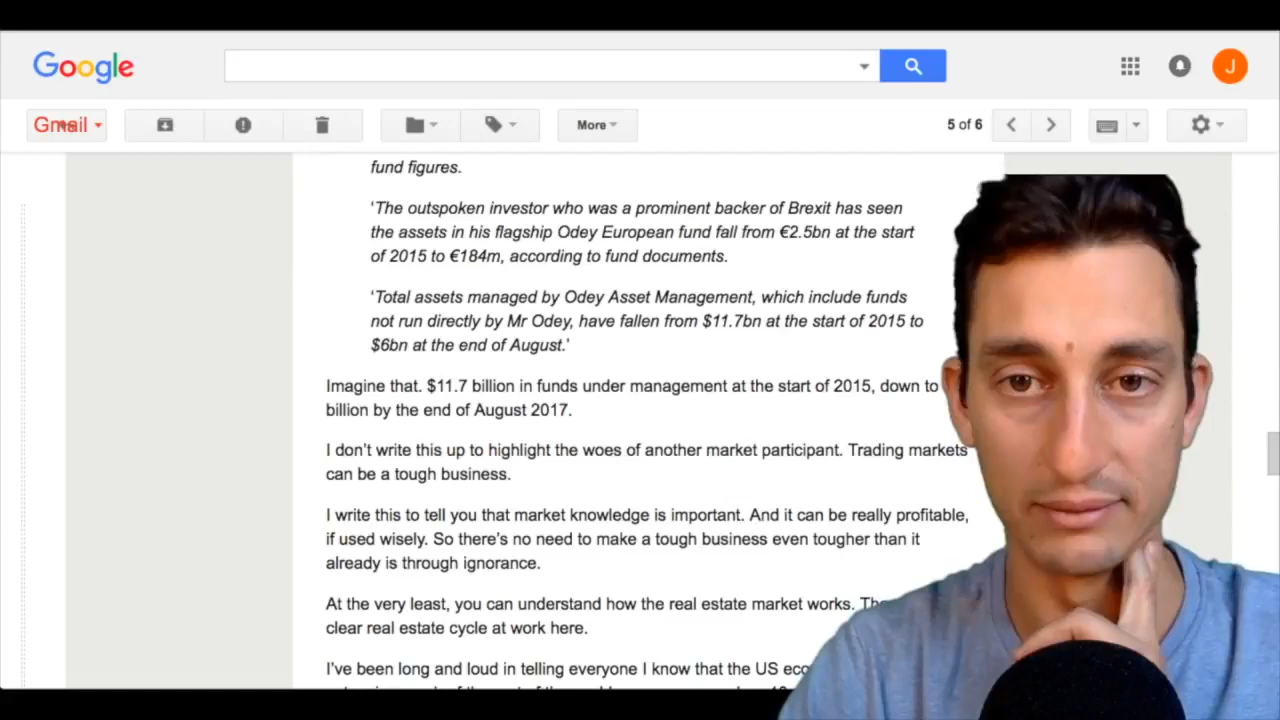 Google
J
Gmail
More
5 of 6
fund figures.
‘The outspoken investor who was a prominent backer of Brexit has seen
the assets in his flagship Odey European fund fall from €2.5bn at the start
of 2015 to €184m, according to fund documents.
‘Total assets managed by Odey Asset Management, which include funds
not run directly by Mr Odey, have fallen from $11.7bn at the start of 2015 to
$6bn at the end of August.’
Imagine that. $11.7 billion in funds under management at the start of 2015, down to
billion by the end of August 2017.
I don’t write this up to highlight the woes of another market participant. Trading markets
can be a tough business.
I write this to tell you that market knowledge is important. And it can be really profitable,
if used wisely. So there’s no need to make a tough business even tougher than it
already is through ignorance.
At the very least, you can understand how the real estate market works.
clear real estate cycle at work here.
I’ve been long and loud in telling everyone I know that the US